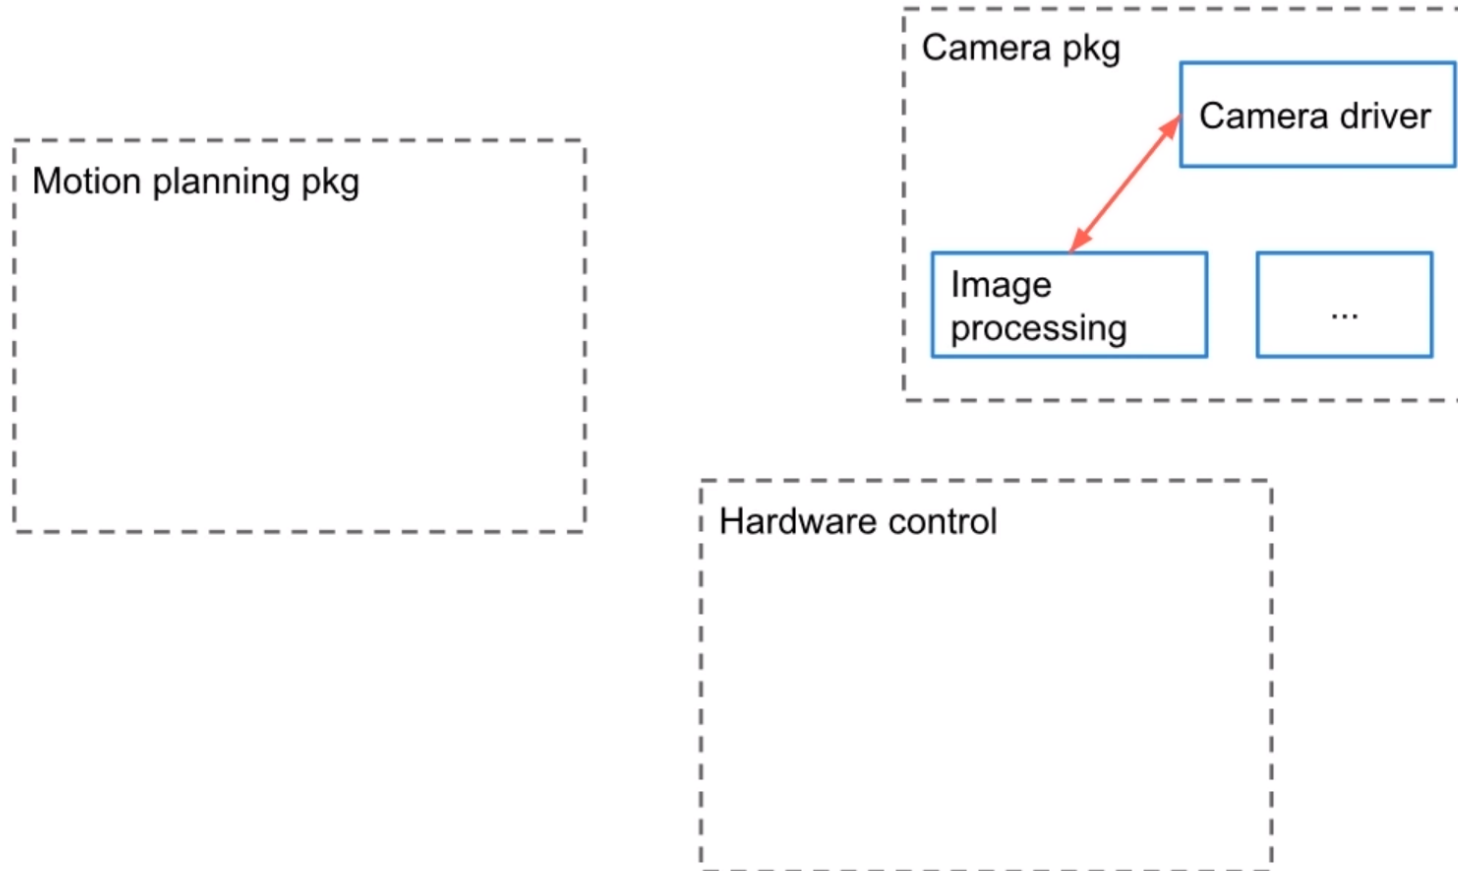 Camera pkg
Camera driver
Motion planning pkg
Image
processing
...
Hardware control